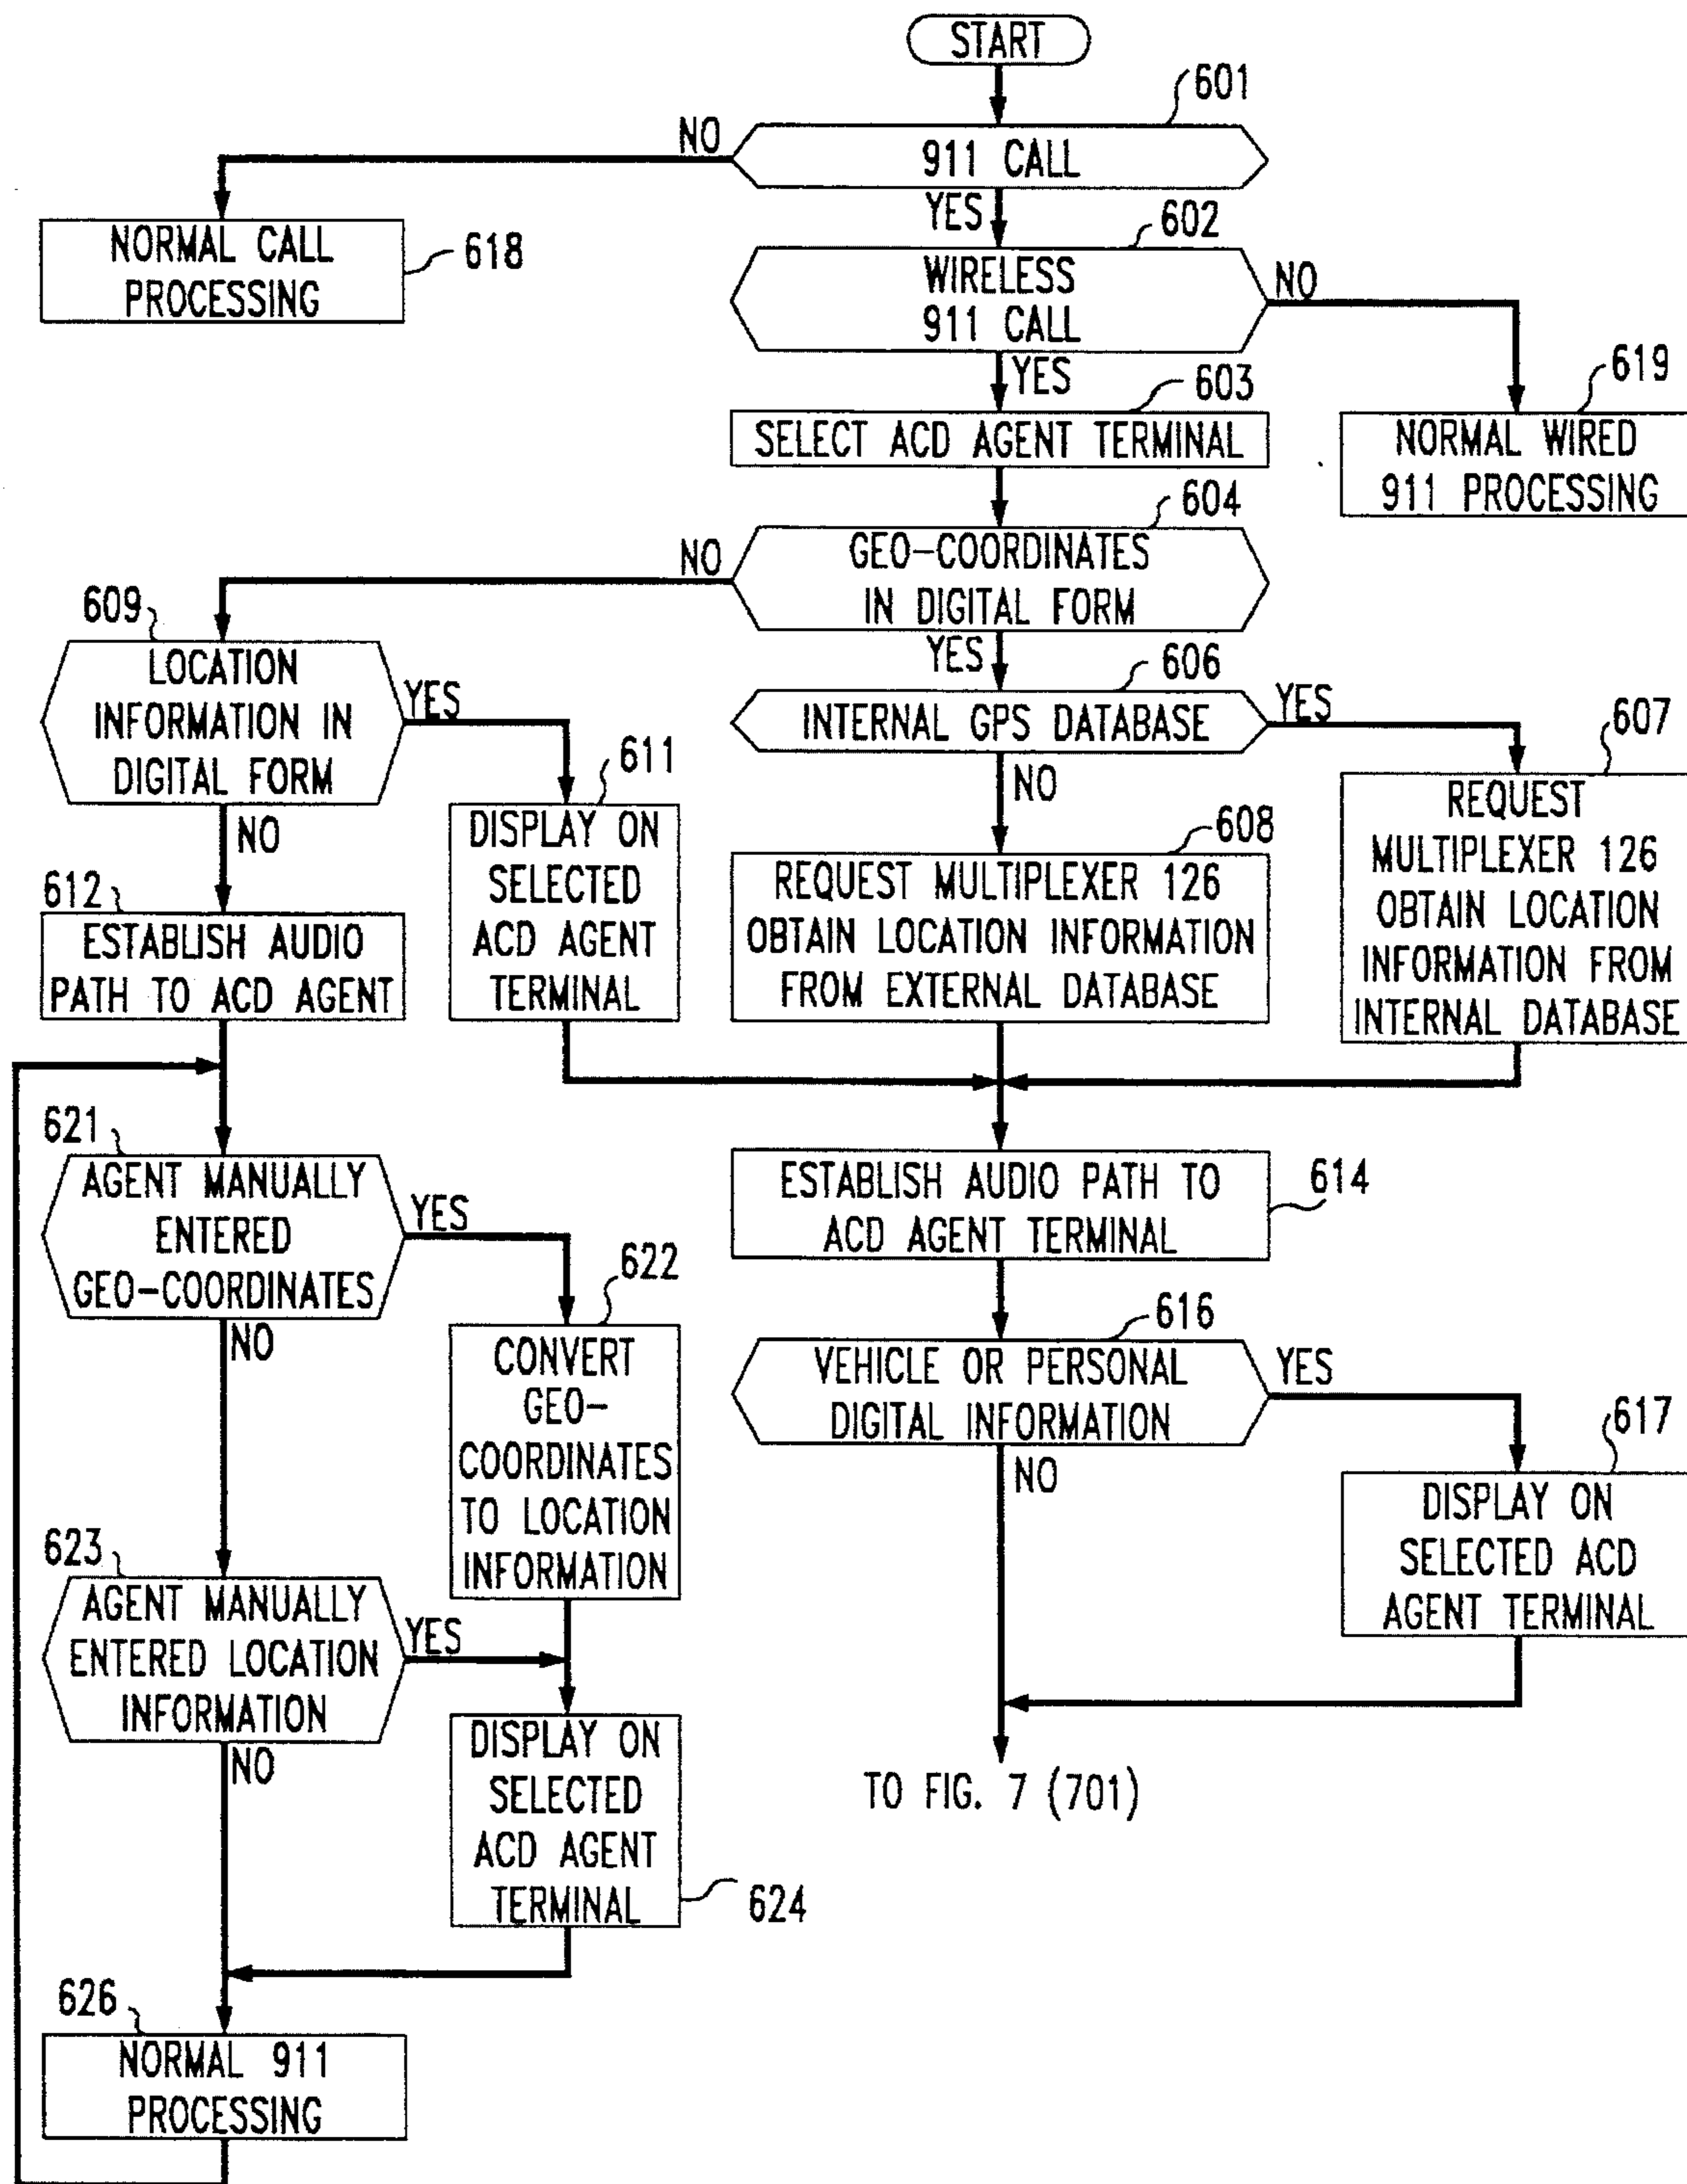 START
601
911 CALL
NO
YES
618
NORMAL CALL
PROCESSING
602
WIRELESS
911 CALL
NO
YES
619
NORMAL WIRED
911 PROCESSING
603
SELECT ACD AGENT TERMINAL
604
GEO-COORDINATES
IN DIGITAL FORM
NO
YES
609
LOCATION
INFORMATION IN
DIGITAL FORM
YES
NO
606
INTERNAL GPS DATABASE
YES
NO
607
REQUEST
MULTIPLEXER 126
OBTAIN LOCATION
INFORMATION FROM
INTERNAL DATABASE
611
DISPLAY ON
SELECTED
ACD AGENT
TERMINAL
608
REQUEST MULTIPLEXER 126
OBTAIN LOCATION INFORMATION
FROM EXTERNAL DATABASE
612
ESTABLISH AUDIO
PATH TO ACD AGENT
621
AGENT MANUALLY
ENTERED
GEO-COORDINATES
YES
NO
614
ESTABLISH AUDIO PATH TO
ACD AGENT TERMINAL
622
CONVERT
GEO-
COORDINATES
TO LOCATION
INFORMATION
616
VEHICLE OR PERSONAL
DIGITAL INFORMATION
YES
NO
617
DISPLAY ON
SELECTED ACD
AGENT TERMINAL
623
AGENT MANUALLY
ENTERED LOCATION
INFORMATION
YES
NO
624
DISPLAY ON
SELECTED
ACD AGENT
TERMINAL
TO FIG. 7 (701)
626
NORMAL 911
PROCESSING